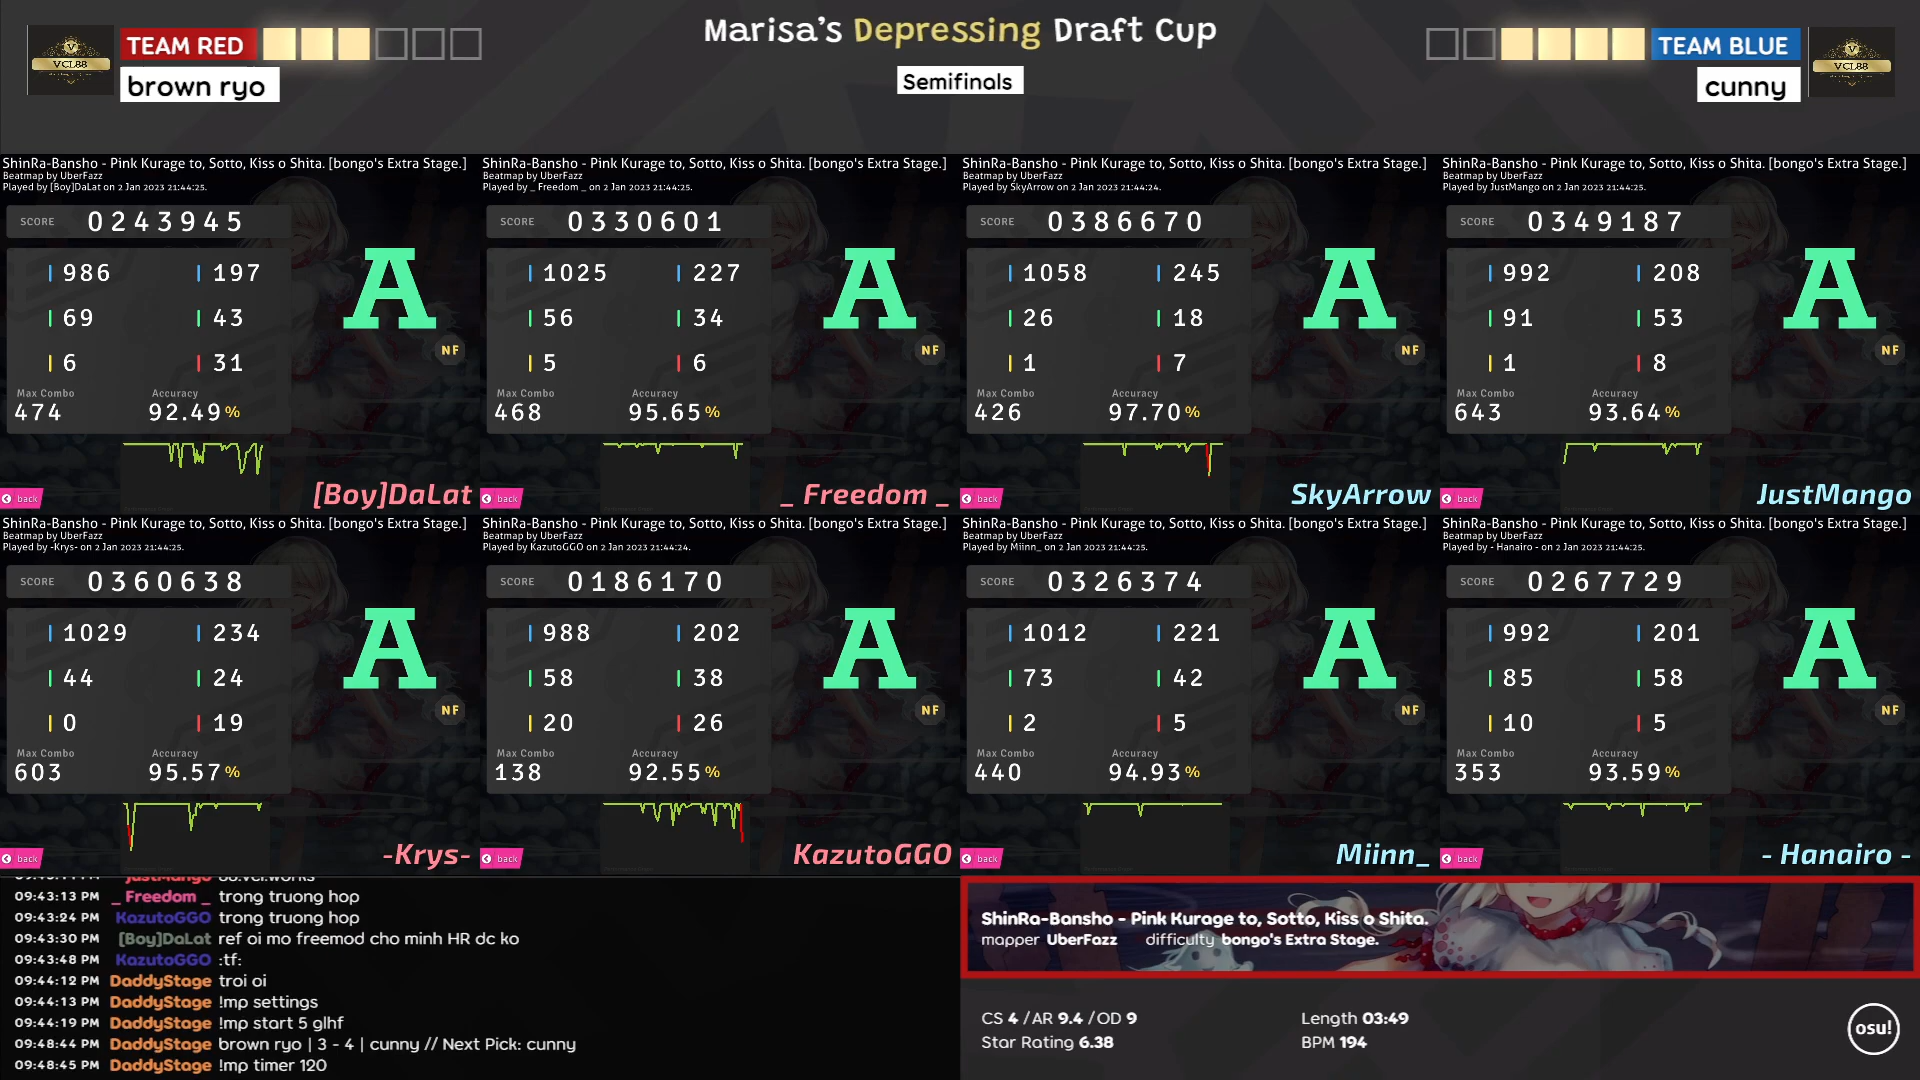 Marisa's Depressing Draft Cup
Semifinals
VCL88
TEAM RED
brown ryo
TEAM BLUE
cunny
VCL88
ShinRa-Bansho - Pink Kurage to, Sotto, Kiss o Shita. [bongo's Extra Stage.]
Beatmap by UberFazz
Played by [Boy]DaLat on 2 Jan 2023 21:44:25.
SCORE 0243945
986 197
69 43
6 31
Max Combo Accuracy
474 92.49%
A
NF
back
[Boy]DaLat
ShinRa-Bansho - Pink Kurage to, Sotto, Kiss o Shita. [bongo's Extra Stage.]
Beatmap by UberFazz
Played by _ Freedom _ on 2 Jan 2023 21:44:25.
SCORE 0330601
1025 227
56 34
5 6
Max Combo Accuracy
468 95.65%
A
NF
back
_ Freedom _
ShinRa-Bansho - Pink Kurage to, Sotto, Kiss o Shita. [bongo's Extra Stage.]
Beatmap by UberFazz
Played by SkyArrow on 2 Jan 2023 21:44:24.
SCORE 0386670
1058 245
26 18
1 7
Max Combo Accuracy
426 97.70%
A
NF
back
SkyArrow
ShinRa-Bansho - Pink Kurage to, Sotto, Kiss o Shita. [bongo's Extra Stage.]
Beatmap by UberFazz
Played by JustMango on 2 Jan 2023 21:44:25.
SCORE 0349187
992 208
91 53
1 8
Max Combo Accuracy
643 93.64%
A
NF
back
JustMango
ShinRa-Bansho - Pink Kurage to, Sotto, Kiss o Shita. [bongo's Extra Stage.]
Beatmap by UberFazz
Played by -Krys- on 2 Jan 2023 21:44:25.
SCORE 0360638
1029 234
44 24
0 19
Max Combo Accuracy
603 95.57%
A
NF
back
-Krys-
ShinRa-Bansho - Pink Kurage to, Sotto, Kiss o Shita. [bongo's Extra Stage.]
Beatmap by UberFazz
Played by KazutoGGO on 2 Jan 2023 21:44:24.
SCORE 0186170
988 202
58 38
20 26
Max Combo Accuracy
138 92.55%
A
NF
back
KazutoGGO
ShinRa-Bansho - Pink Kurage to, Sotto, Kiss o Shita. [bongo's Extra Stage.]
Beatmap by UberFazz
Played by Miinn_ on 2 Jan 2023 21:44:25.
SCORE 0326374
1012 221
73 42
2 5
Max Combo Accuracy
440 94.93%
A
NF
back
Miinn_
ShinRa-Bansho - Pink Kurage to, Sotto, Kiss o Shita. [bongo's Extra Stage.]
Beatmap by UberFazz
Played by - Hanairo - on 2 Jan 2023 21:44:25.
SCORE 0267729
992 201
85 58
10 5
Max Combo Accuracy
353 93.59%
A
NF
back
- Hanairo -
09:43:13 PM _ Freedom _ trong truong hop
09:43:24 PM KazutoGGO trong truong hop
09:43:30 PM [Boy]DaLat ref oi mo freemod cho minh HR dc ko
09:43:48 PM KazutoGGO :tf:
09:44:12 PM DaddyStage troi oi
09:44:13 PM DaddyStage !mp settings
09:44:19 PM DaddyStage !mp start 5 glhf
09:48:44 PM DaddyStage brown ryo | 3 - 4 | cunny // Next Pick: cunny
09:48:45 PM DaddyStage !mp timer 120
ShinRa-Bansho - Pink Kurage to, Sotto, Kiss o Shita.
mapper UberFazz difficulty bongo's Extra Stage.
CS 4 / AR 9.4 / OD 9
Star Rating 6.38
Length 03:49
BPM 194
osu!